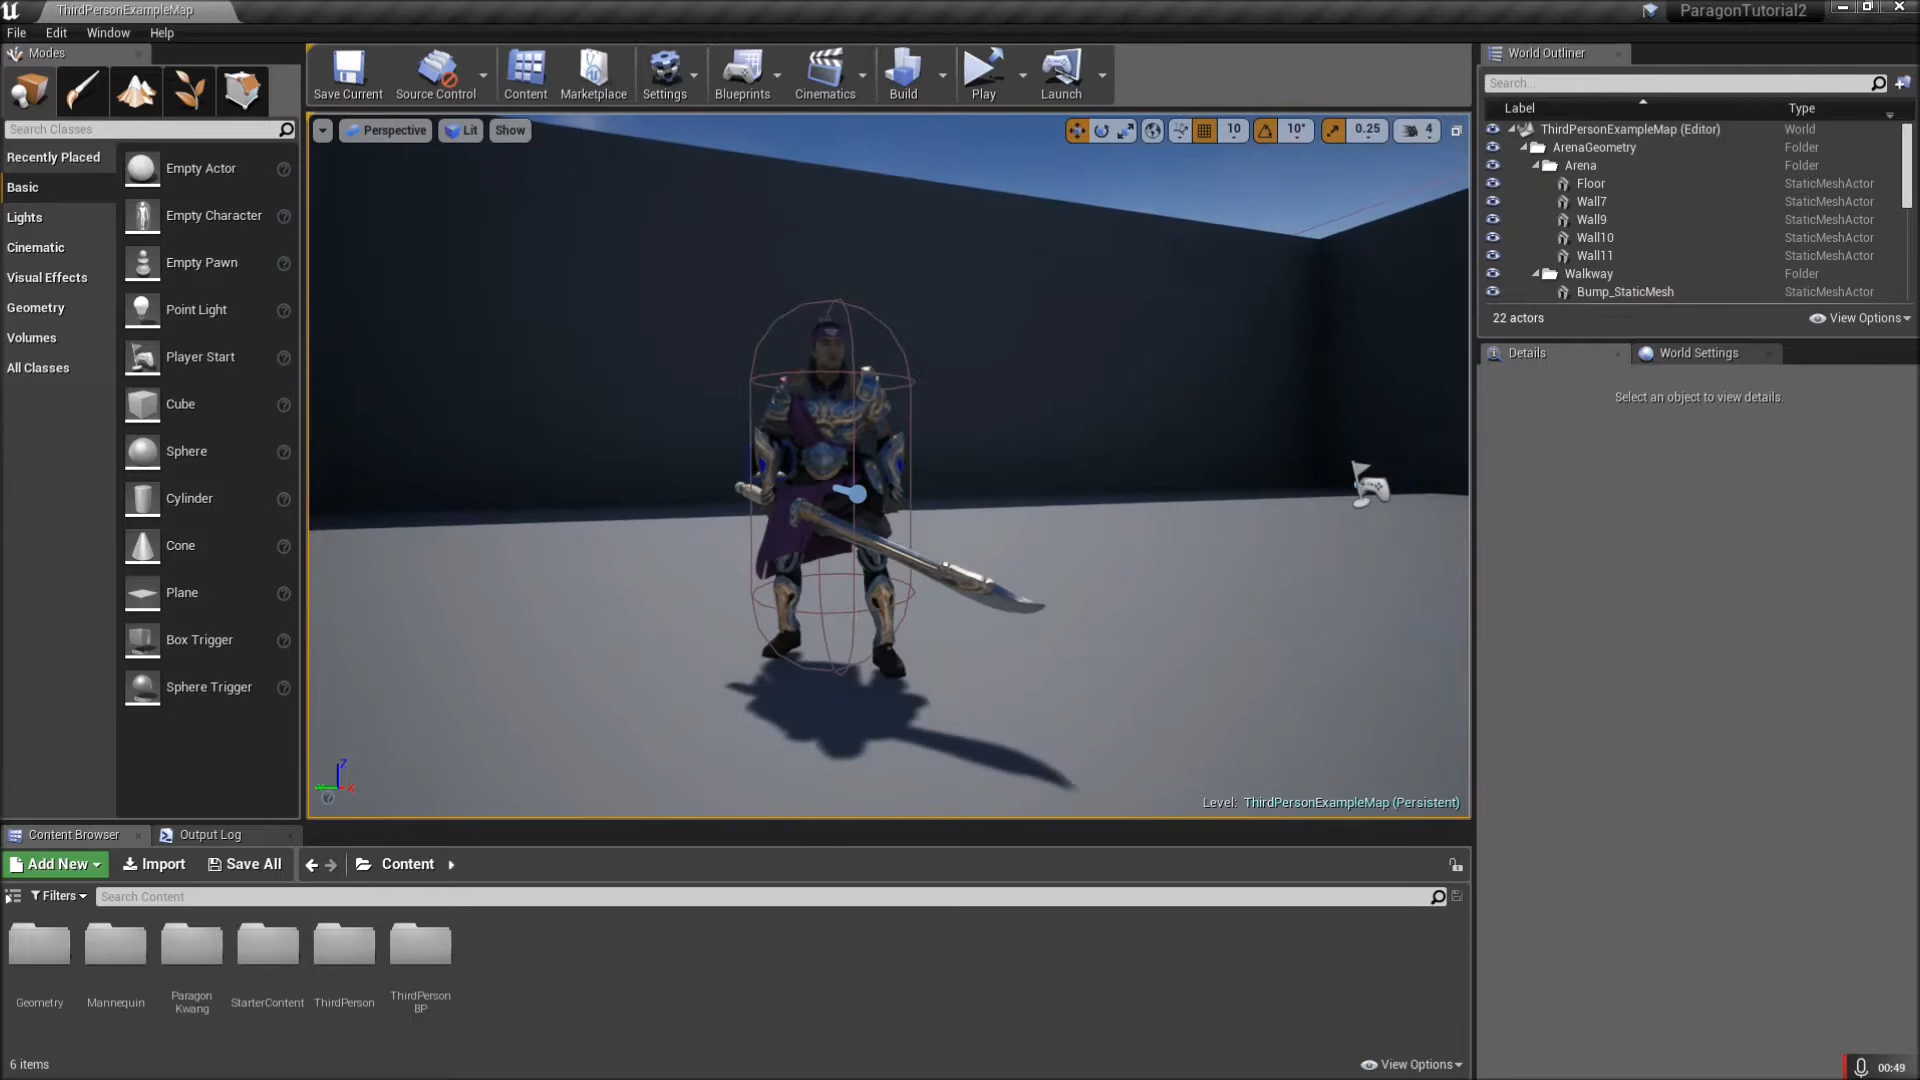 ThirdPersonExampleMap
ParagonTutorial2
File Edit Window Help
Modes
Search Classes
Recently Placed
Basic
Lights
Cinematic
Visual Effects
Geometry
Volumes
All Classes
Empty Actor
Empty Character
Empty Pawn
Point Light
Player Start
Cube
Sphere
Cylinder
Cone
Plane
Box Trigger
Sphere Trigger
Save Current
Source Control
Content
Marketplace
Settings
Blueprints
Cinematics
Build
Play
Launch
Perspective Lit Show
10 10° 0.25 4
Z
X
Level: ThirdPersonExampleMap (Persistent)
World Outliner
Search...
Label Type
ThirdPersonExampleMap (Editor) World
ArenaGeometry Folder
Arena Folder
Floor StaticMeshActor
Wall7 StaticMeshActor
Wall9 StaticMeshActor
Wall10 StaticMeshActor
Wall11 StaticMeshActor
Walkway Folder
Bump_StaticMesh StaticMeshActor
22 actors View Options
Details World Settings
Select an object to view details.
Content Browser Output Log
Add New Import Save All Content
Filters Search Content
Geometry
Mannequin
Paragon
Kwang
StarterContent
ThirdPerson
ThirdPerson
BP
6 items View Options
00:49